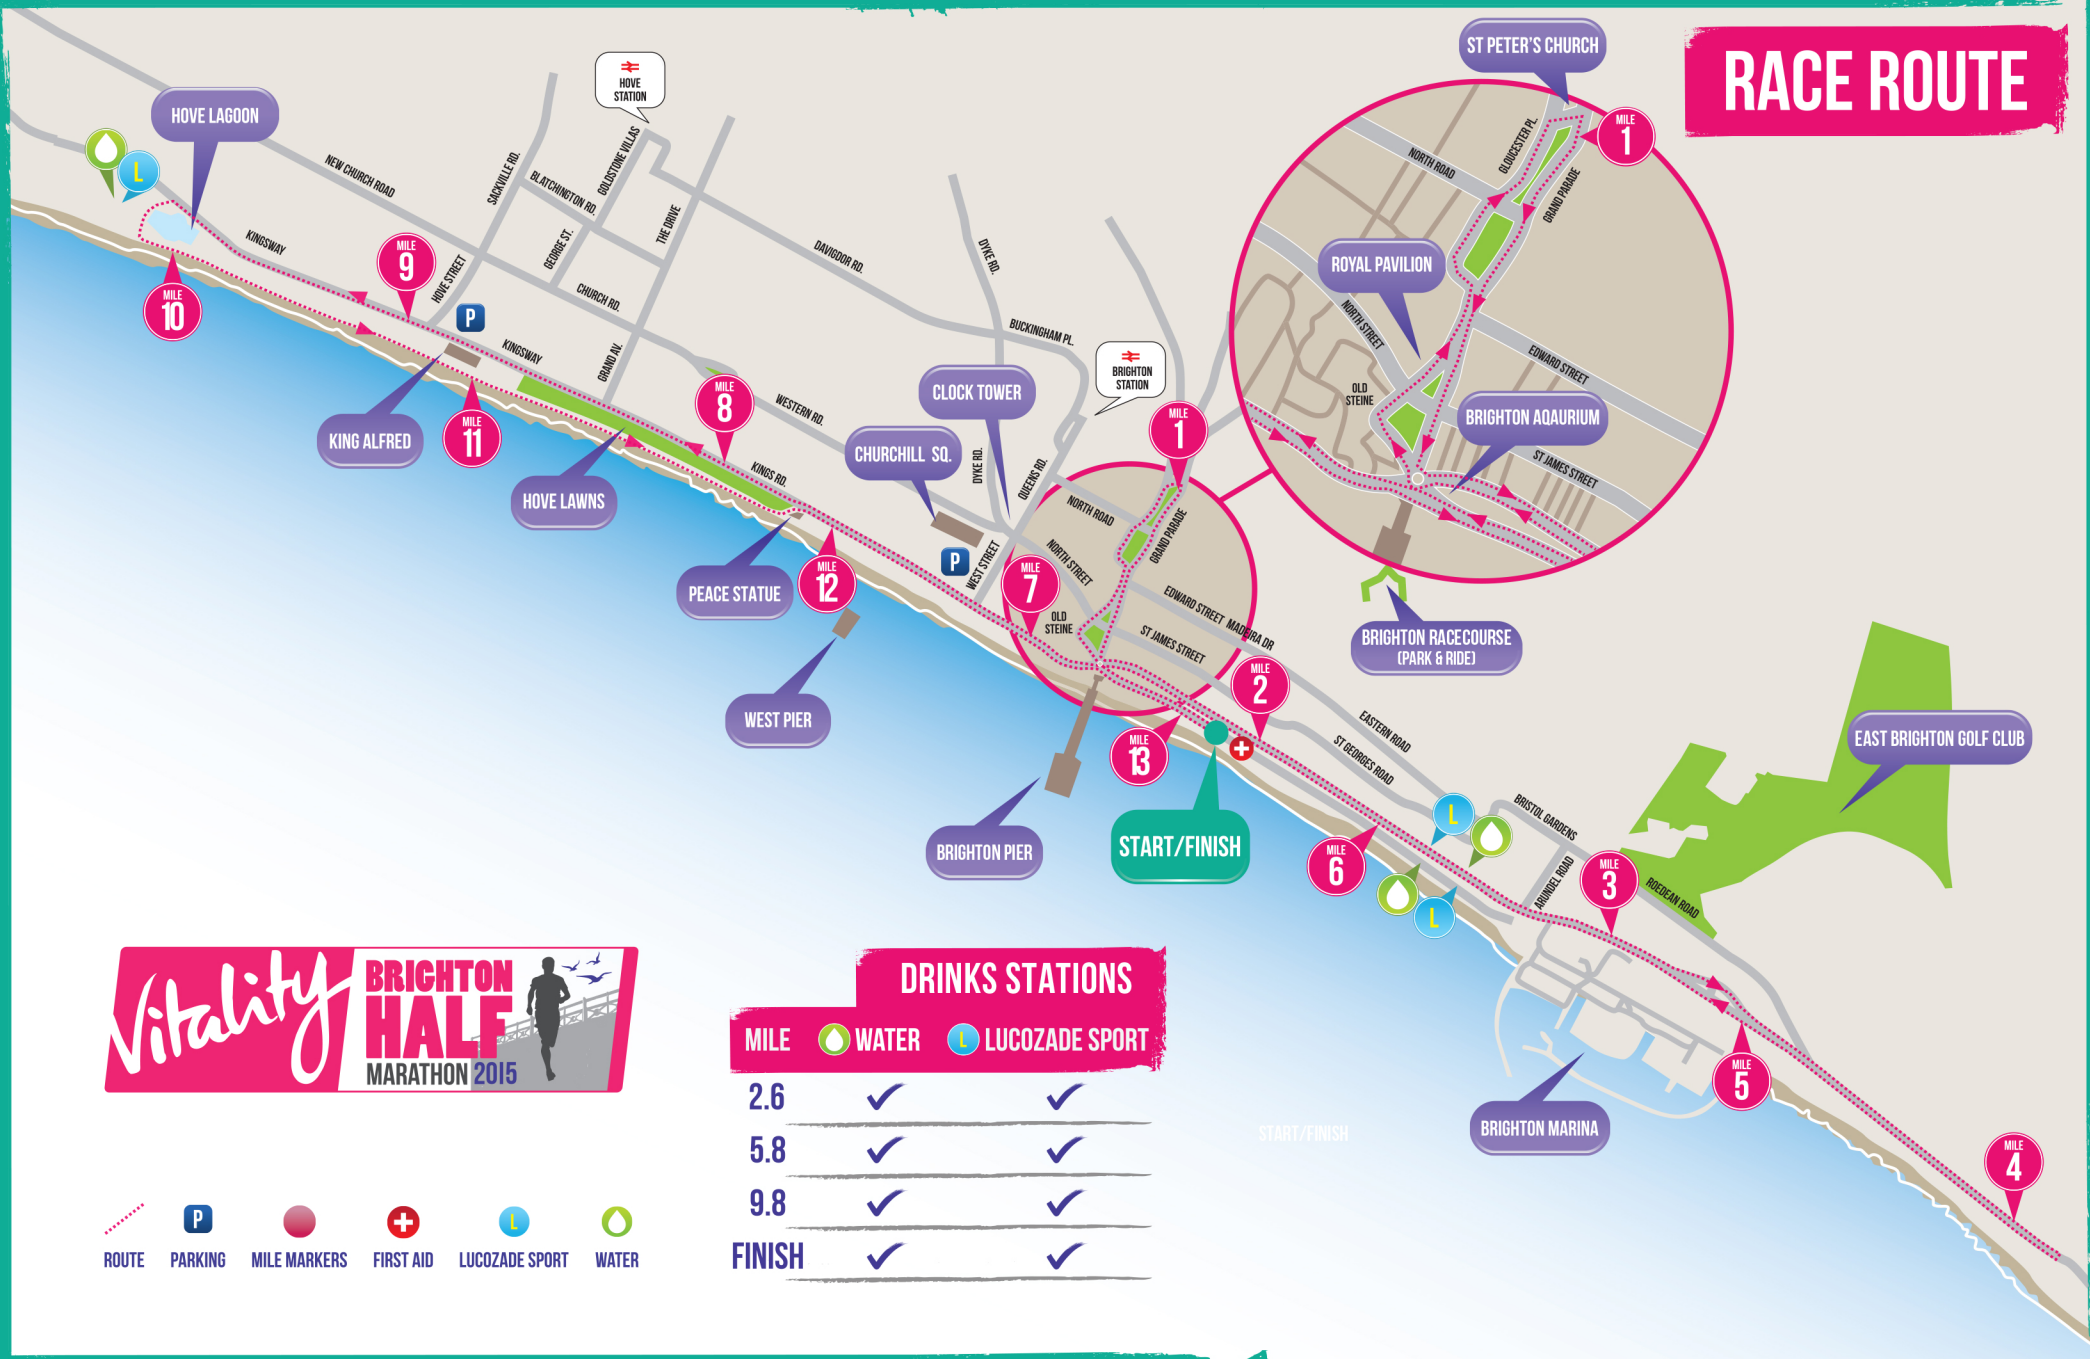 RACE ROUTE
ST PETER'S CHURCH
MILE
1
GLOUCESTER PL.
NORTH ROAD
GRAND PARADE
ROYAL PAVILION
NORTH STREET
EDWARD STREET
OLD
STEINE
BRIGHTON AQAURIUM
ST JAMES STREET
BRIGHTON RACECOURSE
(PARK & RIDE)
HOVE
STATION
HOVE LAGOON
L
NEW CHURCH ROAD
SACKVILLE RD.
BLATCHINGTON RD.
GOLDSTONE VILLAS
GEORGE ST.
THE DRIVE
KINGSWAY
MILE
9
HOVE STREET
MILE
10
P
CHURCH RD.
DAVIGDOR RD.
DYKE RD.
BUCKINGHAM PL.
BRIGHTON
STATION
KINGSWAY
GRAND AV.
KING ALFRED
MILE
11
MILE
8
WESTERN RD.
CLOCK TOWER
CHURCHILL SQ.
DYKE RD.
QUEENS RD.
MILE
1
HOVE LAWNS
KINGS RD.
NORTH ROAD
GRAND PARADE
PEACE STATUE
MILE
12
P
WEST STREET
MILE
7
NORTH STREET
OLD
STEINE
EDWARD STREET
MADEIRA DR
ST JAMES STREET
WEST PIER
MILE
2
MILE
13
EASTERN ROAD
ST GEORGES ROAD
EAST BRIGHTON GOLF CLUB
BRIGHTON PIER
START/FINISH
L
BRISTOL GARDENS
MILE
6
L
ARUNDEL ROAD
MILE
3
ROEDEAN ROAD
MILE
5
BRIGHTON MARINA
MILE
4
START/FINISH
Vitality
BRIGHTON
HALF
MARATHON 2015
DRINKS STATIONS
MILE WATER L LUCOZADE SPORT
2.6
5.8
9.8
FINISH
P L
ROUTE PARKING MILE MARKERS FIRST AID LUCOZADE SPORT WATER